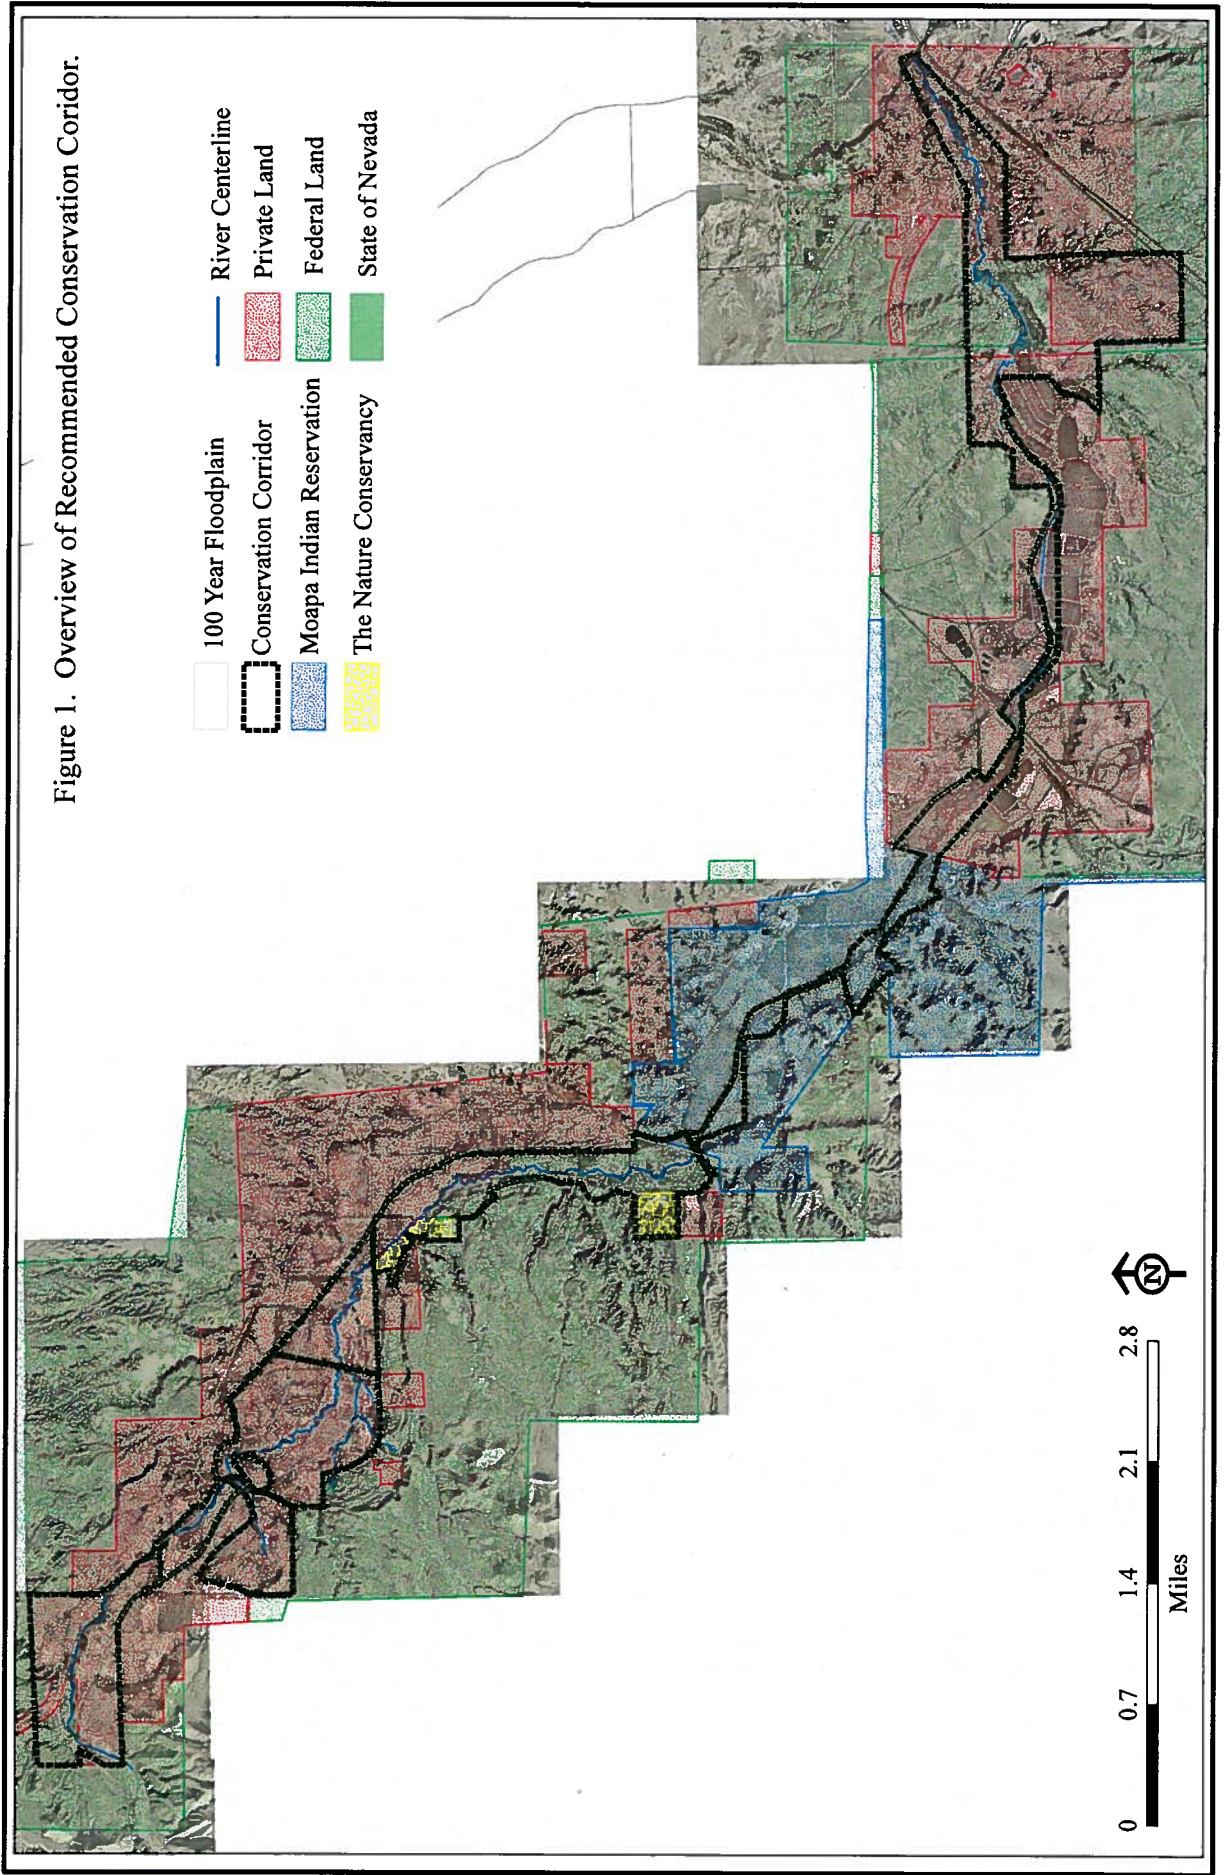 Figure 1. Overview of Recommended Conservation Coridor.
100 Year Floodplain
Conservation Corridor
Moapa Indian Reservation
The Nature Conservancy
River Centerline
Private Land
Federal Land
State of Nevada
N
0 0.7 1.4 2.1 2.8
Miles